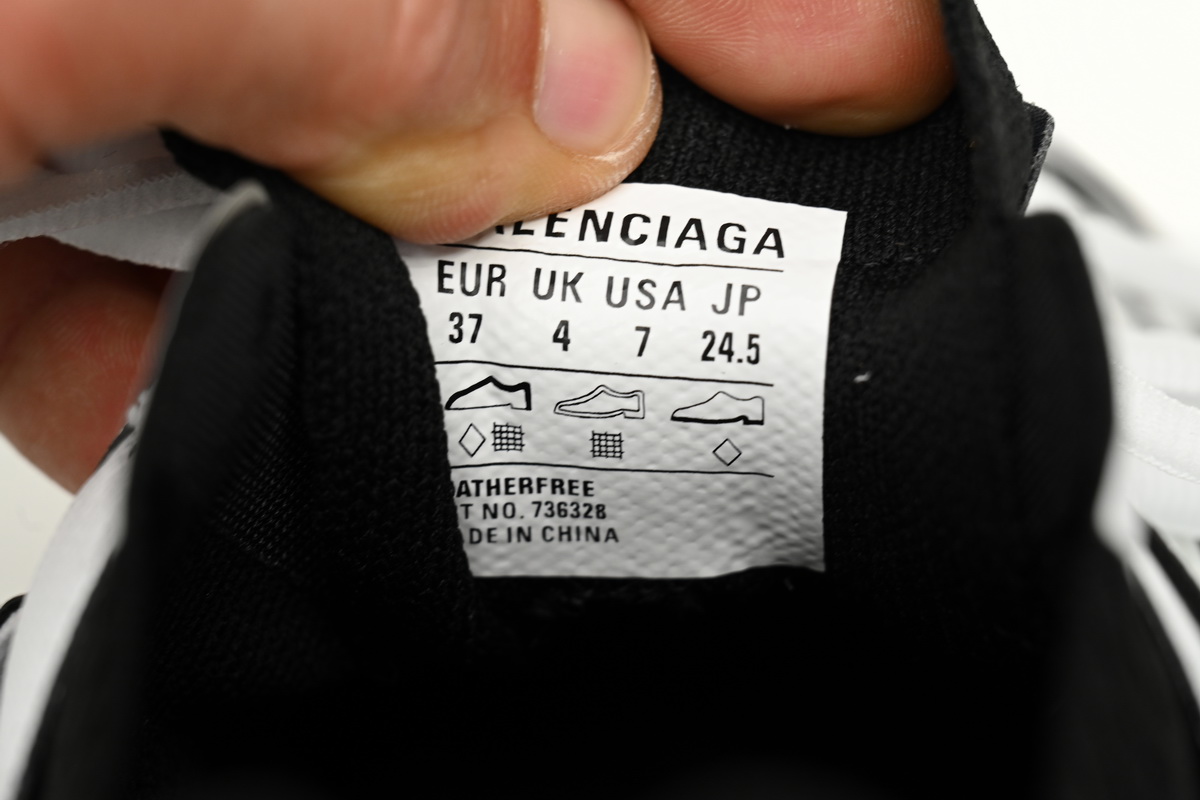 ALENCIAGA
EUR UK USA JP
37 4 7 24.5
ATHERFREE
T NO. 736328
DE IN CHINA